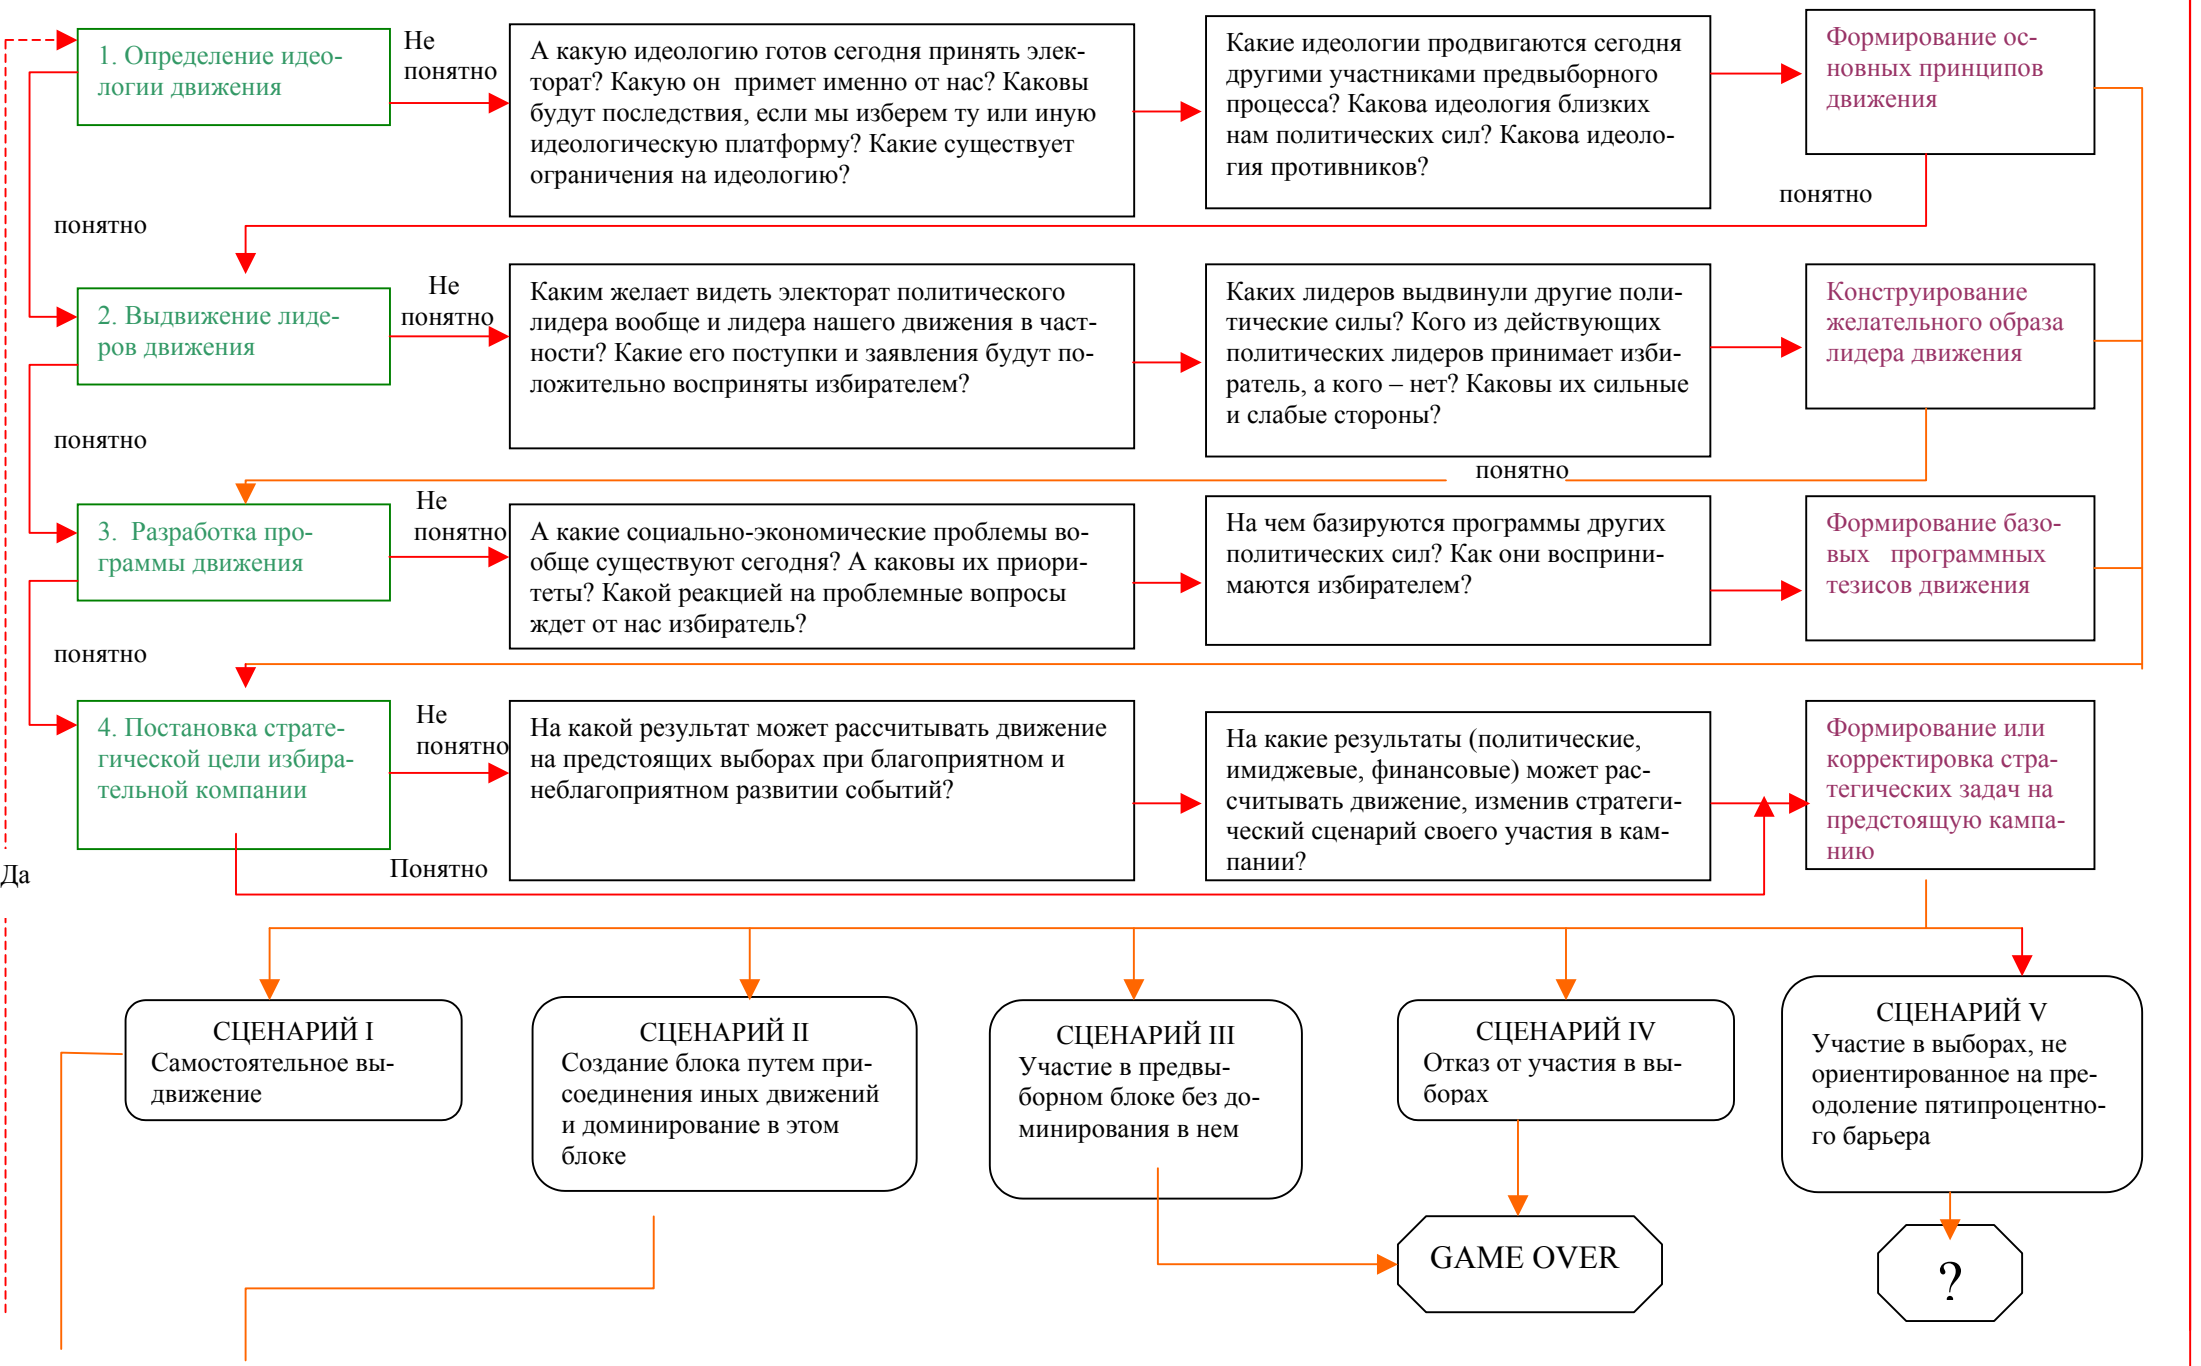 1. Определение идео-
логии движения
Не
понятно
А какую идеологию готов сегодня принять элек-
торат? Какую он примет именно от нас? Каковы
будут последствия, если мы изберем ту или иную
идеологическую платформу? Какие существует
ограничения на идеологию?
Какие идеологии продвигаются сегодня
другими участниками предвыборного
процесса? Какова идеология близких
нам политических сил? Какова идеоло-
гия противников?
Формирование ос-
новных принципов
движения
понятно
понятно
2. Выдвижение лиде-
ров движения
Не
понятно
Каким желает видеть электорат политического
лидера вообще и лидера нашего движения в част-
ности? Какие его поступки и заявления будут по-
ложительно восприняты избирателем?
Каких лидеров выдвинули другие поли-
тические силы? Кого из действующих
политических лидеров принимает изби-
ратель, а кого – нет? Каковы их сильные
и слабые стороны?
Конструирование
желательного образа
лидера движения
понятно
понятно
3. Разработка про-
граммы движения
Не
понятно
А какие социально-экономические проблемы во-
обще существуют сегодня? А каковы их приори-
теты? Какой реакцией на проблемные вопросы
ждет от нас избиратель?
На чем базируются программы других
политических сил? Как они восприни-
маются избирателем?
Формирование базо-
вых программных
тезисов движения
понятно
4. Постановка страте-
гической цели избира-
тельной компании
Не
понятно
На какой результат может рассчитывать движение
на предстоящих выборах при благоприятном и
неблагоприятном развитии событий?
На какие результаты (политические,
имиджевые, финансовые) может рас-
считывать движение, изменив стратеги-
ческий сценарий своего участия в кам-
пании?
Формирование или
корректировка стра-
тегических задач на
предстоящую кампа-
нию
Да
Понятно
СЦЕНАРИЙ I
Самостоятельное вы-
движение
СЦЕНАРИЙ II
Создание блока путем при-
соединения иных движений
и доминирование в этом
блоке
СЦЕНАРИЙ III
Участие в предвы-
борном блоке без до-
минирования в нем
СЦЕНАРИЙ IV
Отказ от участия в вы-
борах
СЦЕНАРИЙ V
Участие в выборах, не
ориентированное на пре-
одоление пятипроцентно-
го барьера
GAME OVER
?